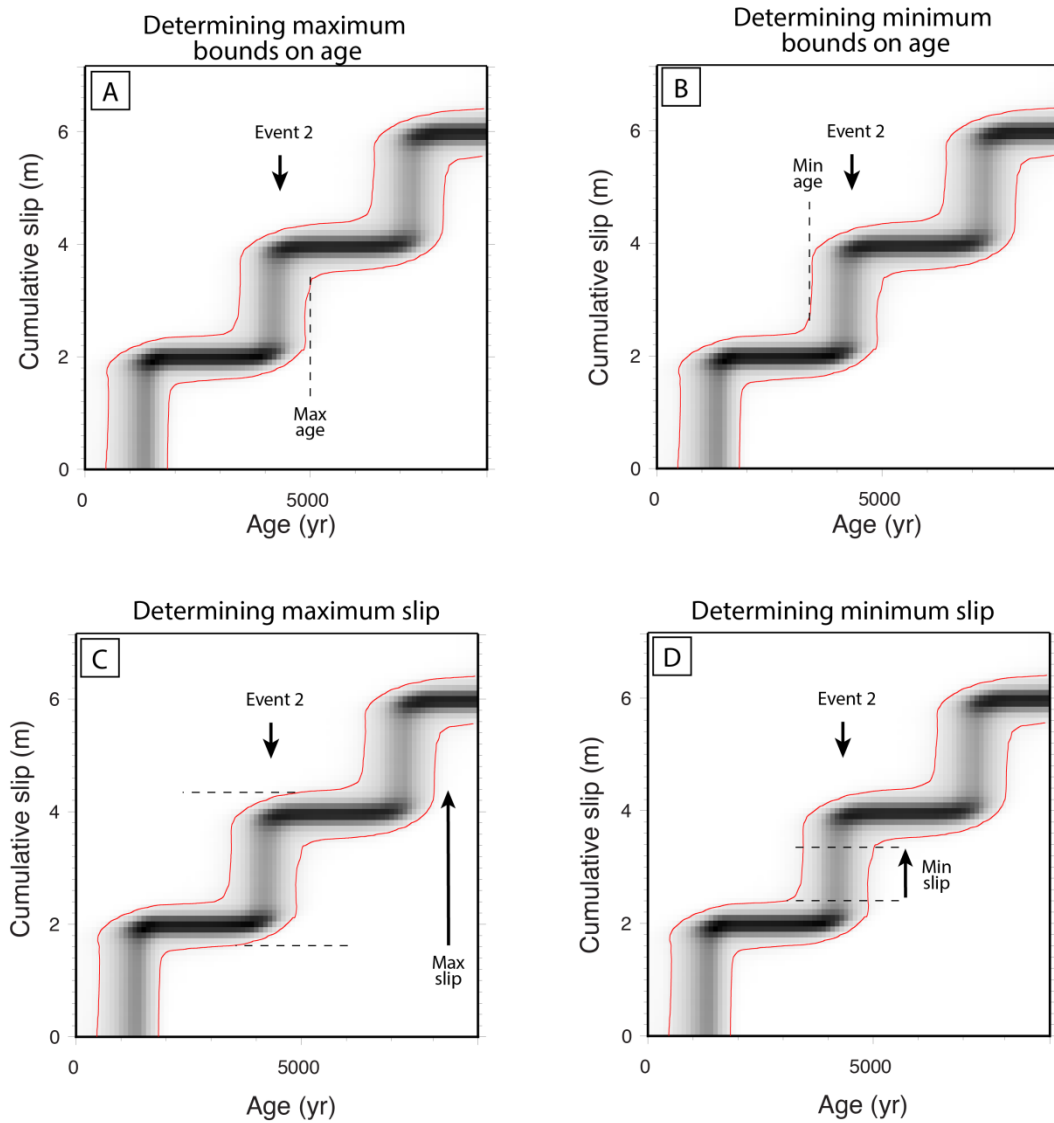 Determining maximum
bounds on age
A
Event 2
Max
age
Cumulative slip (m)
6
4
2
0
0
5000
Age (yr)
Determining minimum
bounds on age
B
Event 2
Min
age
Cumulative slip (m)
6
4
2
0
0
5000
Age (yr)
Determining maximum slip
C
Event 2
Max
slip
Cumulative slip (m)
6
4
2
0
0
5000
Age (yr)
Determining minimum slip
D
Event 2
Min
slip
Cumulative slip (m)
6
4
2
0
0
5000
Age (yr)